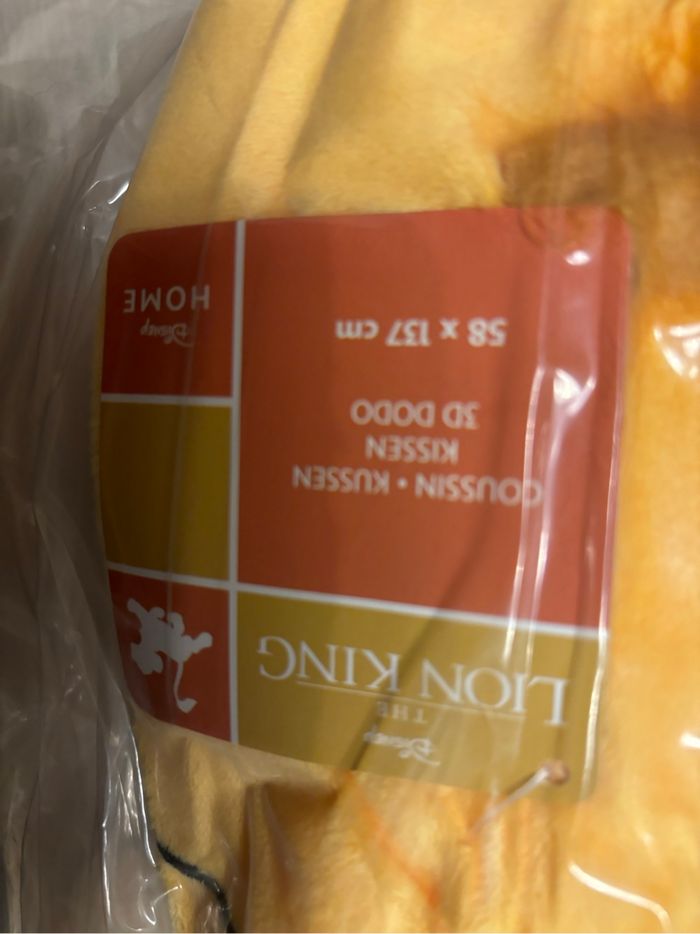 Disney
THE
LION KING
COUSSIN • KUSSEN
KISSEN
3D DODO
58 x 137 cm
Disney
HOME